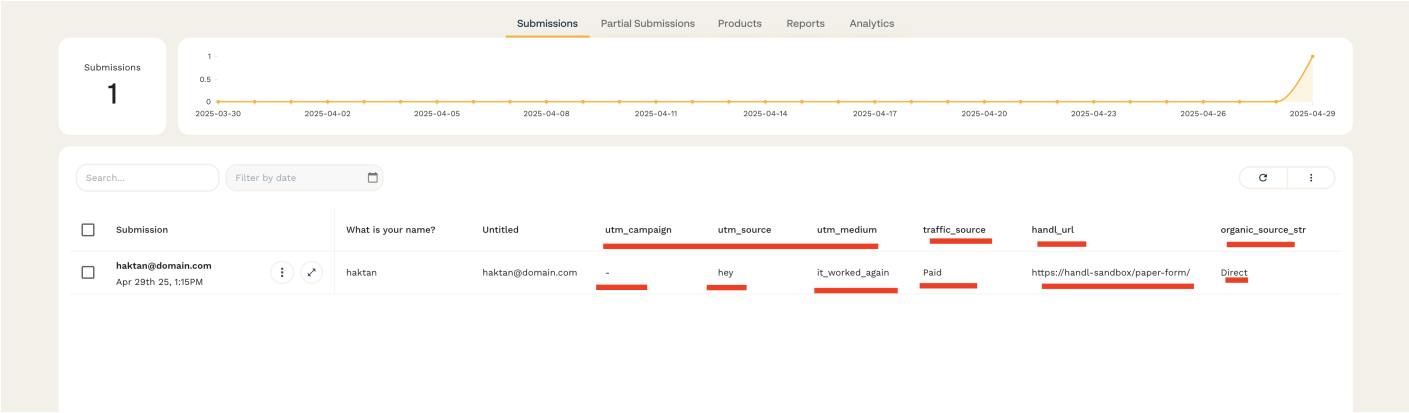 Submissions Partial Submissions Products Reports Analytics
Submissions
1
1
0.5
0
2025-03-30 2025-04-02 2025-04-05 2025-04-08 2025-04-11 2025-04-14 2025-04-17 2025-04-20 2025-04-23 2025-04-26 2025-04-29
Search... Filter by date
Submission What is your name? Untitled utm_campaign utm_source utm_medium traffic_source handl_url organic_source_str
haktan@domain.com haktan haktan@domain.com - hey it_worked_again Paid https://handl-sandbox/paper-form/ Direct
Apr 29th 25, 1:15PM